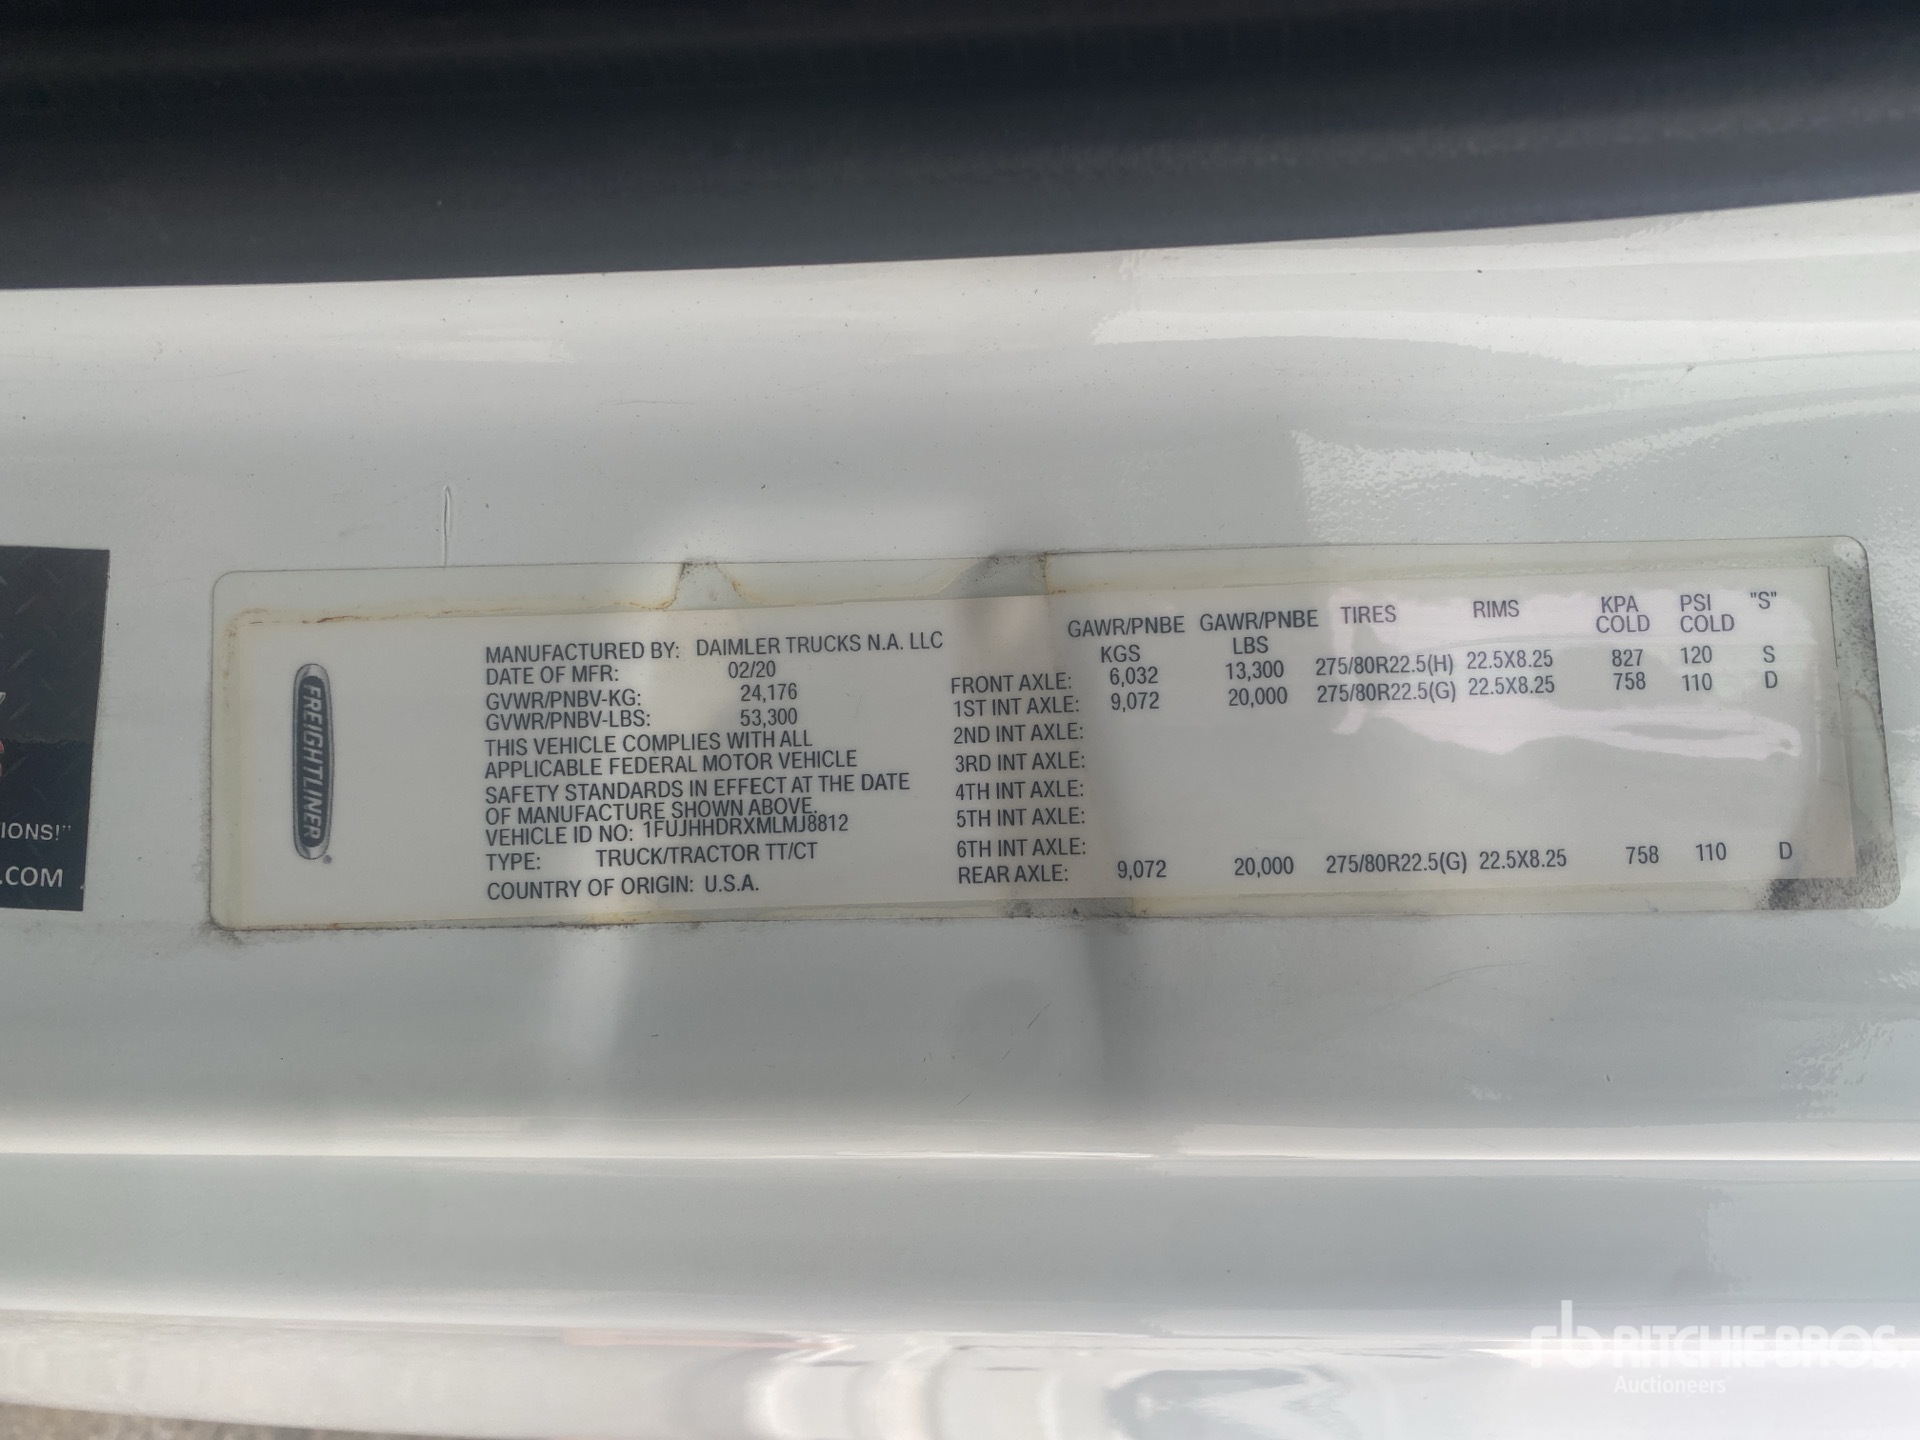 FREIGHTLINER
MANUFACTURED BY: DAIMLER TRUCKS N.A. LLC
DATE OF MFR: 02/20
GVWR/PNBV-KG: 24,176
GVWR/PNBV-LBS: 53,300
THIS VEHICLE COMPLIES WITH ALL
APPLICABLE FEDERAL MOTOR VEHICLE
SAFETY STANDARDS IN EFFECT AT THE DATE
OF MANUFACTURE SHOWN ABOVE.
VEHICLE ID NO: 1FUJHHDRXMLMJ8812
TYPE: TRUCK/TRACTOR TT/CT
COUNTRY OF ORIGIN: U.S.A.
GAWR/PNBE KGS GAWR/PNBE LBS TIRES RIMS KPA COLD PSI COLD "S"
FRONT AXLE: 6,032 13,300 275/80R22.5(H) 22.5X8.25 827 120 S
1ST INT AXLE: 9,072 20,000 275/80R22.5(G) 22.5X8.25 758 110 D
2ND INT AXLE:
3RD INT AXLE:
4TH INT AXLE:
5TH INT AXLE:
6TH INT AXLE:
REAR AXLE: 9,072 20,000 275/80R22.5(G) 22.5X8.25 758 110 D
IONS!"
.COM
rb RITCHIE BROS.
Auctioneers